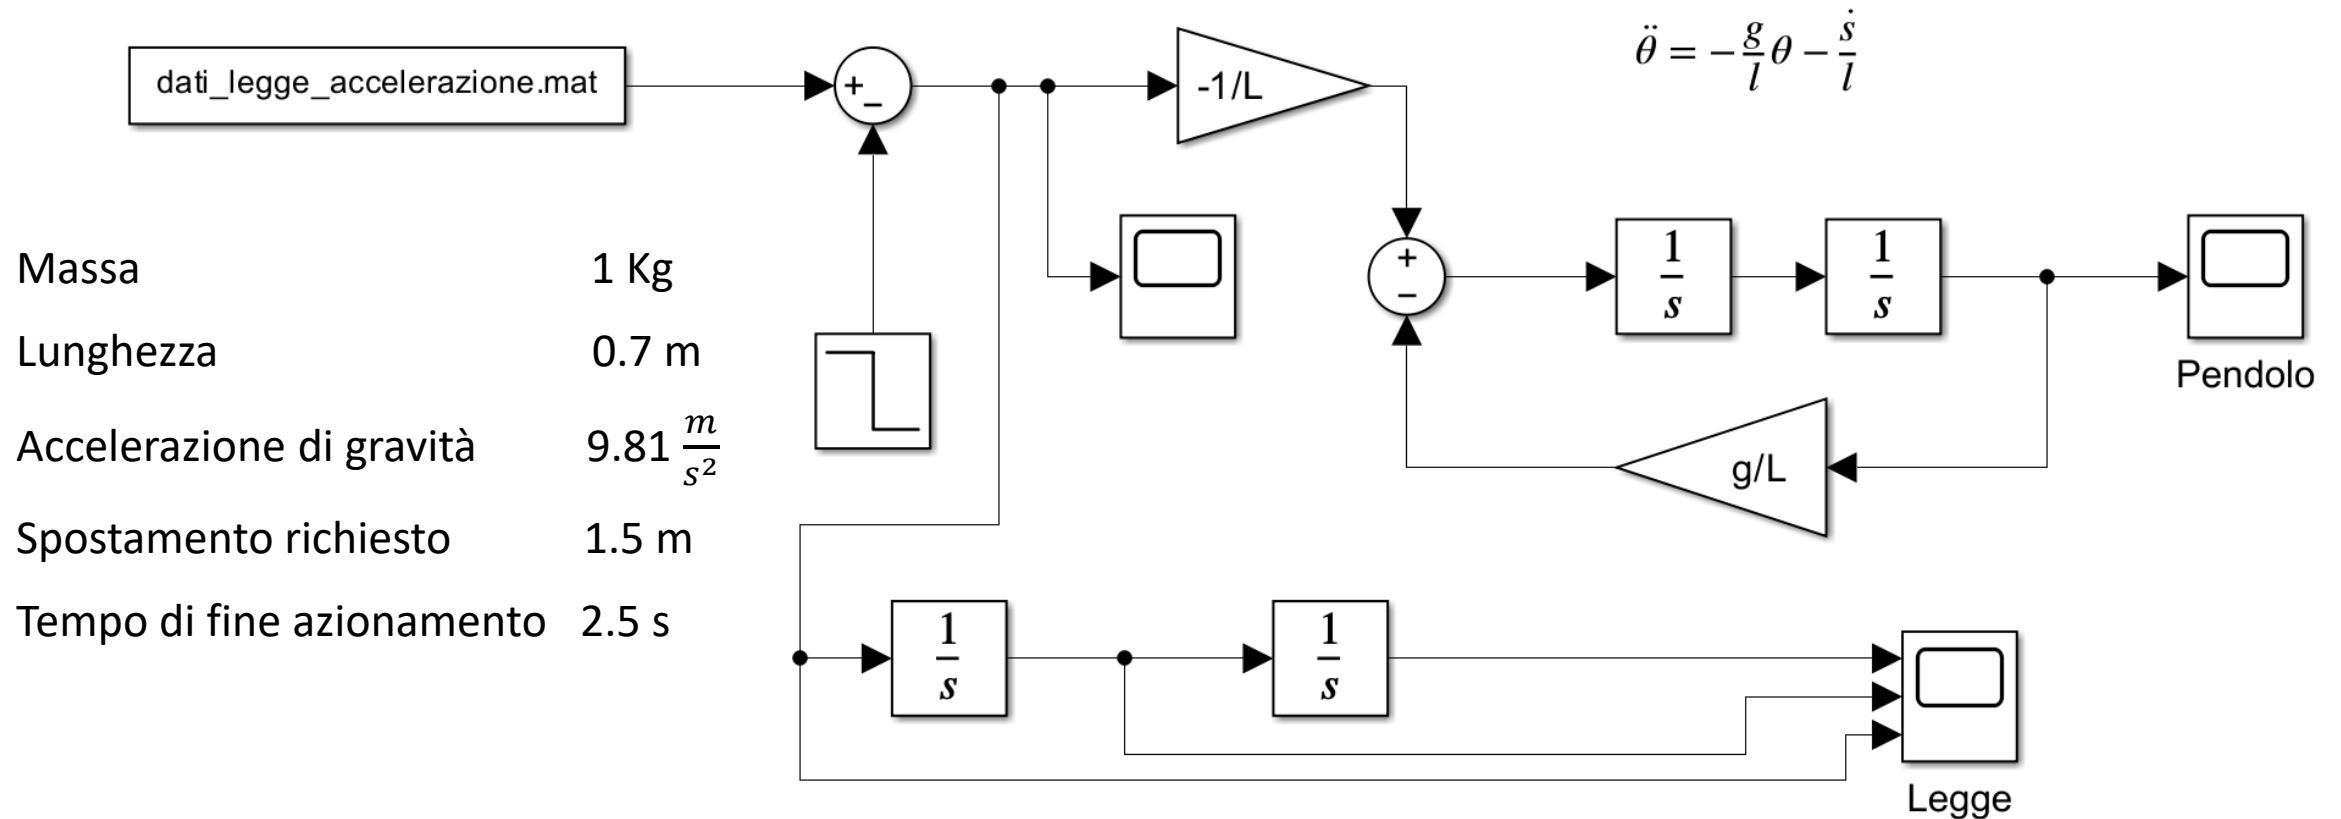 dati_legge_accelerazione.mat
+
−
-1/L
θ̈ = −g/l θ − ṡ/l
Massa 1 Kg
Lunghezza 0.7 m
Accelerazione di gravità 9.81 m/s²
Spostamento richiesto 1.5 m
Tempo di fine azionamento 2.5 s
+
−
1/s
1/s
Pendolo
g/L
1/s
1/s
Legge